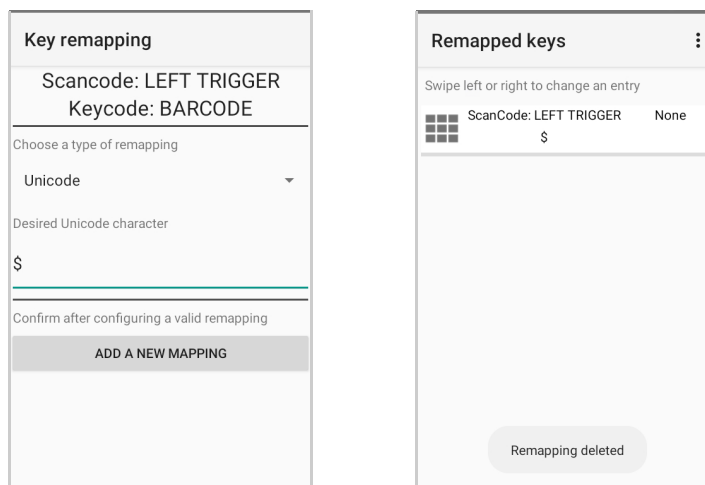 Key remapping
Scancode: LEFT TRIGGER
Keycode: BARCODE
Choose a type of remapping
Unicode
Desired Unicode character
$
Confirm after configuring a valid remapping
ADD A NEW MAPPING
Remapped keys
Swipe left or right to change an entry
ScanCode: LEFT TRIGGER None
$
Remapping deleted